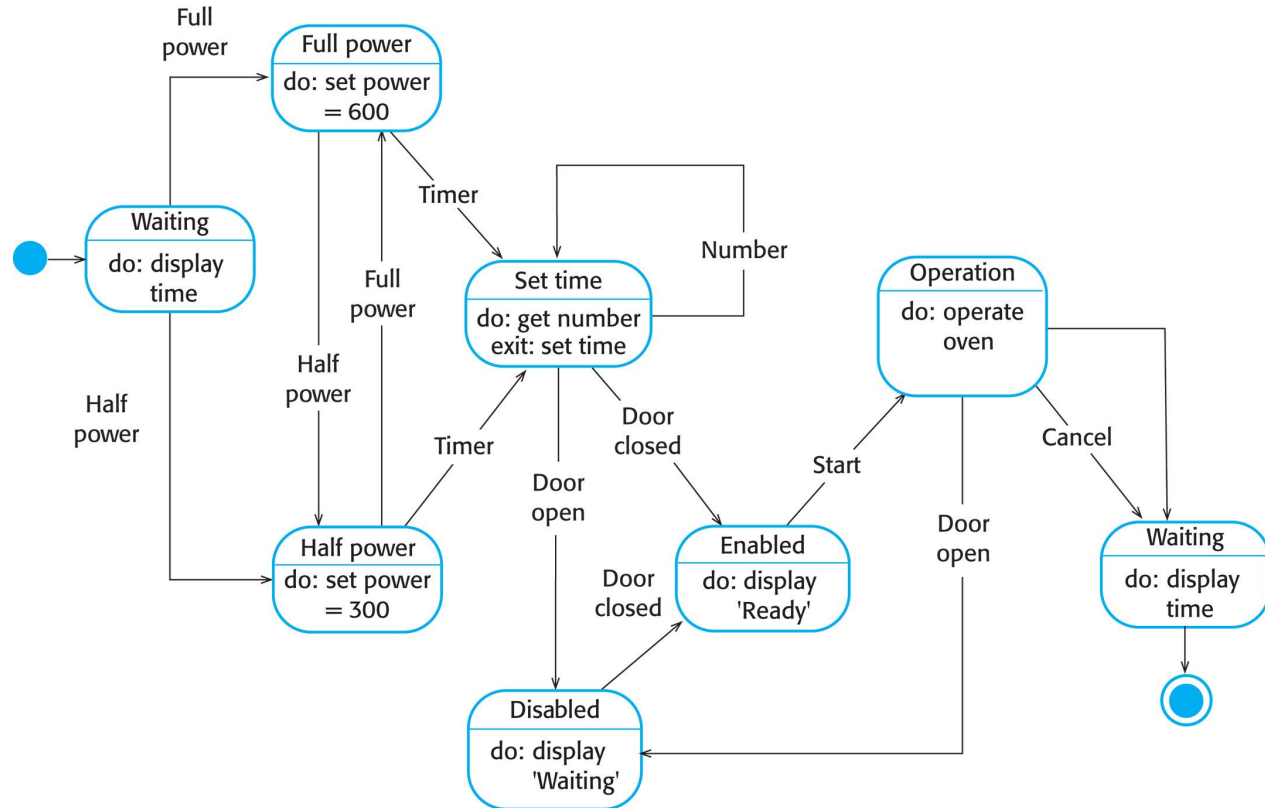 Full
power
Full power
do: set power
= 600
Timer
Waiting
do: display
time
Full
power
Number
Set time
do: get number
exit: set time
Operation
do: operate
oven
Half
power
Half
power
Timer
Door
closed
Cancel
Start
Door
open
Door
open
Half power
do: set power
= 300
Enabled
do: display
'Ready'
Door
closed
Waiting
do: display
time
Disabled
do: display
'Waiting'